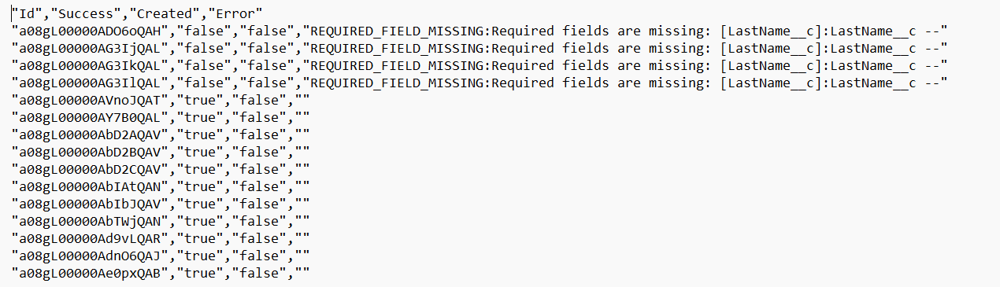 "Id","Success","Created","Error"
"a08gL00000ADO6oQAH","false","false","REQUIRED_FIELD_MISSING:Required fields are missing: [LastName__c]:LastName__c --"
"a08gL00000AG3IjQAL","false","false","REQUIRED_FIELD_MISSING:Required fields are missing: [LastName__c]:LastName__c --"
"a08gL00000AG3IkQAL","false","false","REQUIRED_FIELD_MISSING:Required fields are missing: [LastName__c]:LastName__c --"
"a08gL00000AG3IlQAL","false","false","REQUIRED_FIELD_MISSING:Required fields are missing: [LastName__c]:LastName__c --"
"a08gL00000AVnoJQAT","true","false",""
"a08gL00000AY7B0QAL","true","false",""
"a08gL00000AbD2AQAV","true","false",""
"a08gL00000AbD2BQAV","true","false",""
"a08gL00000AbD2CQAV","true","false",""
"a08gL00000AbIAtQAN","true","false",""
"a08gL00000AbIbJQAV","true","false",""
"a08gL00000AbTWjQAN","true","false",""
"a08gL00000Ad9vLQAR","true","false",""
"a08gL00000AdnO6QAJ","true","false",""
"a08gL00000Ae0pxQAB","true","false",""